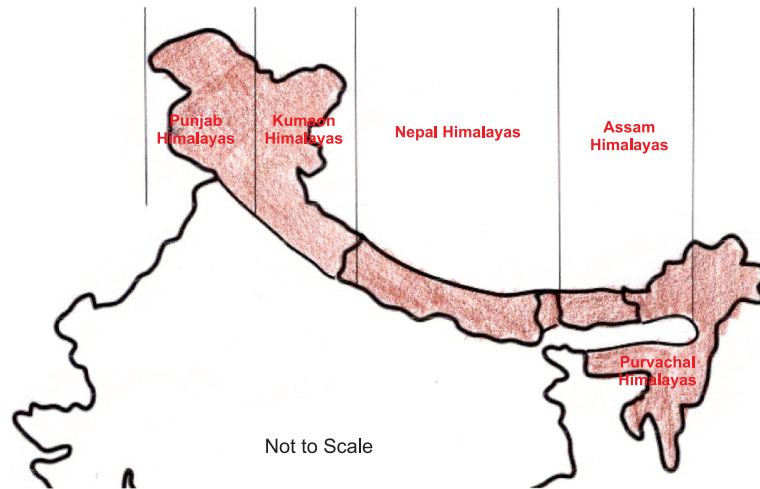 Punjab
Himalayas
Kumaon
Himalayas
Nepal Himalayas
Assam
Himalayas
Purvachal
Himalayas
Not to Scale